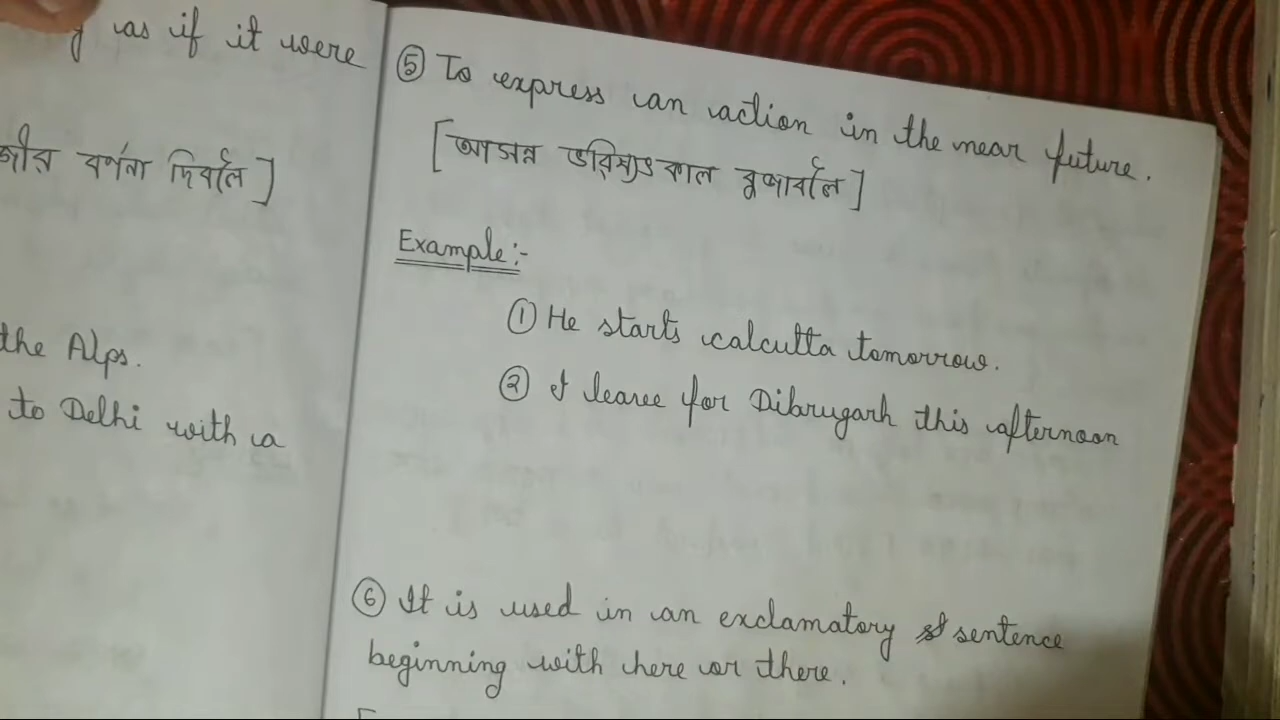 as if it were
বৰ্ণনা দিবলৈ]
the Alps.
to Delhi with a
⑤ To express an action in the near future.
[আসন্ন ভৱিষ্যত কাল বুজাবলৈ]
Example:-
① He starts calcutta tomorrow.
② I leave for Dibrugarh this afternoon
⑥ It is used in an exclamatory sentence
beginning with here or there.
[